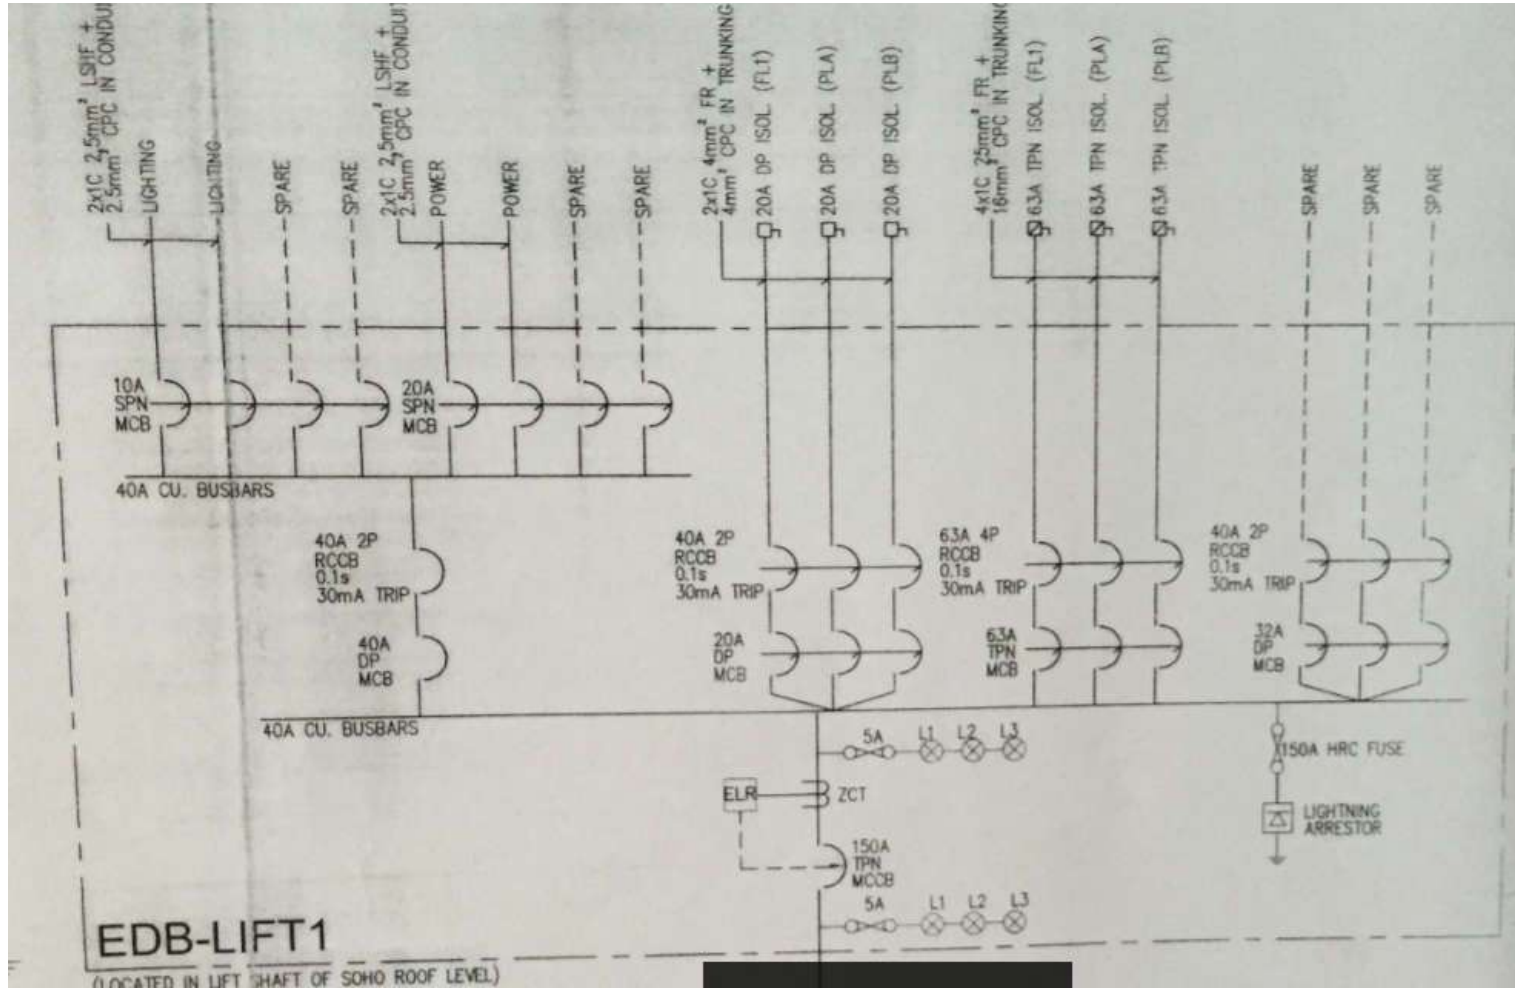 2x1C 2,5mm² LSHF +
2.5mm² CPC IN CONDUIT
LIGHTING
LIGHTING
SPARE
SPARE
2x1C 2,5mm² LSHF +
2.5mm² CPC IN CONDUIT
POWER
POWER
SPARE
SPARE
2x1C 4mm² FR +
4mm² CPC IN TRUNKING
20A DP ISOL. (FL1)
20A DP ISOL. (PLA)
20A DP ISOL. (PLB)
4x1C 25mm² FR +
16mm² CPC IN TRUNKING
63A TPN ISOL. (FL1)
63A TPN ISOL. (PLA)
63A TPN ISOL. (PLB)
SPARE
SPARE
SPARE
10A
SPN
MCB
20A
SPN
MCB
40A CU. BUSBARS
40A 2P
RCCB
0.1s
30mA TRIP
40A 2P
RCCB
0.1s
30mA TRIP
63A 4P
RCCB
0.1s
30mA TRIP
40A 2P
RCCB
0.1s
30mA TRIP
40A
DP
MCB
20A
DP
MCB
63A
TPN
MCB
32A
DP
MCB
40A CU. BUSBARS
5A L1 L2 L3
150A HRC FUSE
ELR ZCT
LIGHTNING
ARRESTOR
150A
TPN
MCCB
5A L1 L2 L3
EDB-LIFT1
(LOCATED IN LIFT SHAFT OF SOHO ROOF LEVEL)